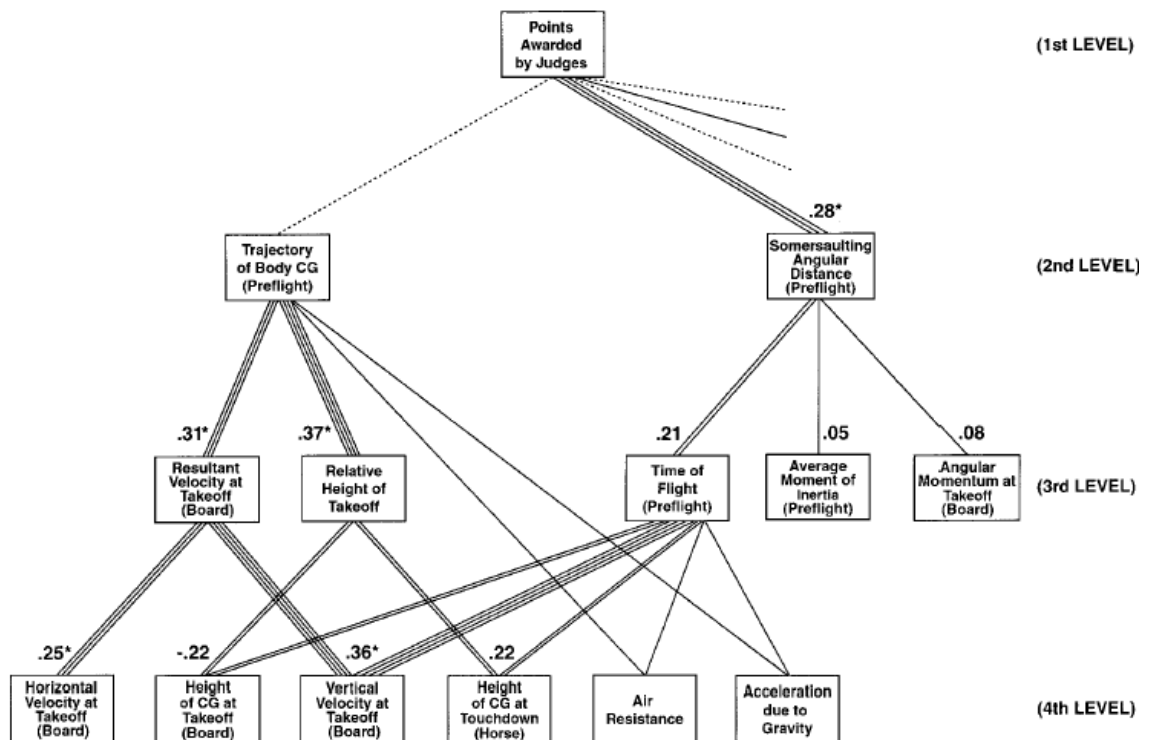 Points
Awarded
by Judges
(1st LEVEL)
.28*
Trajectory
of Body CG
(Preflight)
Somersaulting
Angular
Distance
(Preflight)
(2nd LEVEL)
.31*
.37*
.21
.05
.08
Resultant
Velocity at
Takeoff
(Board)
Relative
Height of
Takeoff
Time of
Flight
(Preflight)
Average
Moment of
Inertia
(Preflight)
Angular
Momentum at
Takeoff
(Board)
(3rd LEVEL)
.25*
-.22
.36*
.22
Horizontal
Velocity at
Takeoff
(Board)
Height
of CG at
Takeoff
(Board)
Vertical
Velocity at
Takeoff
(Board)
Height
of CG at
Touchdown
(Horse)
Air
Resistance
Acceleration
due to
Gravity
(4th LEVEL)